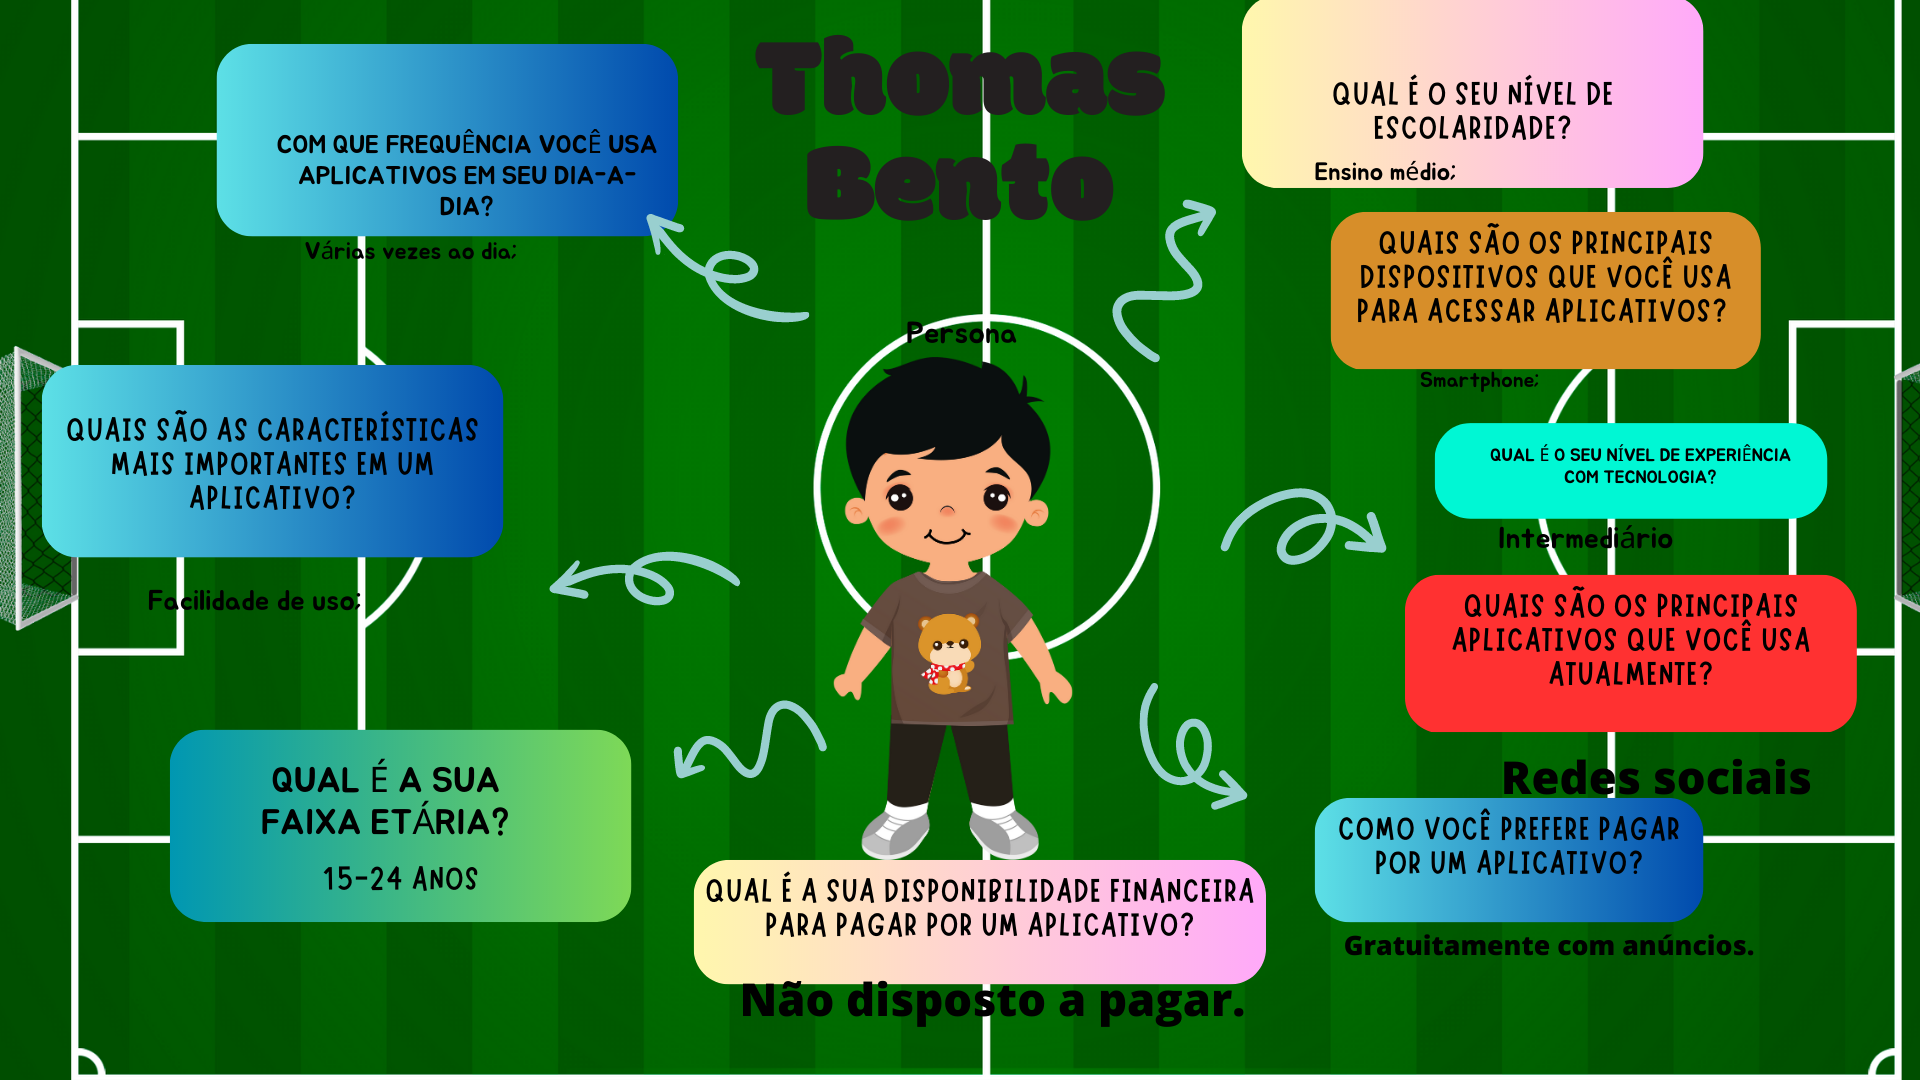 Thomas
Bento
COM QUE FREQUÊNCIA VOCÊ USA
APLICATIVOS EM SEU DIA-A-
DIA?
Várias vezes ao dia;
QUAL É O SEU NÍVEL DE
ESCOLARIDADE?
Ensino médio;
QUAIS SÃO OS PRINCIPAIS
DISPOSITIVOS QUE VOCÊ USA
PARA ACESSAR APLICATIVOS?
Smartphone;
Persona
QUAIS SÃO AS CARACTERÍSTICAS
MAIS IMPORTANTES EM UM
APLICATIVO?
Facilidade de uso;
QUAL É O SEU NÍVEL DE EXPERIÊNCIA
COM TECNOLOGIA?
Intermediário
QUAIS SÃO OS PRINCIPAIS
APLICATIVOS QUE VOCÊ USA
ATUALMENTE?
Redes sociais
QUAL É A SUA
FAIXA ETÁRIA?
15-24 ANOS
QUAL É A SUA DISPONIBILIDADE FINANCEIRA
PARA PAGAR POR UM APLICATIVO?
Não disposto a pagar.
COMO VOCÊ PREFERE PAGAR
POR UM APLICATIVO?
Gratuitamente com anúncios.